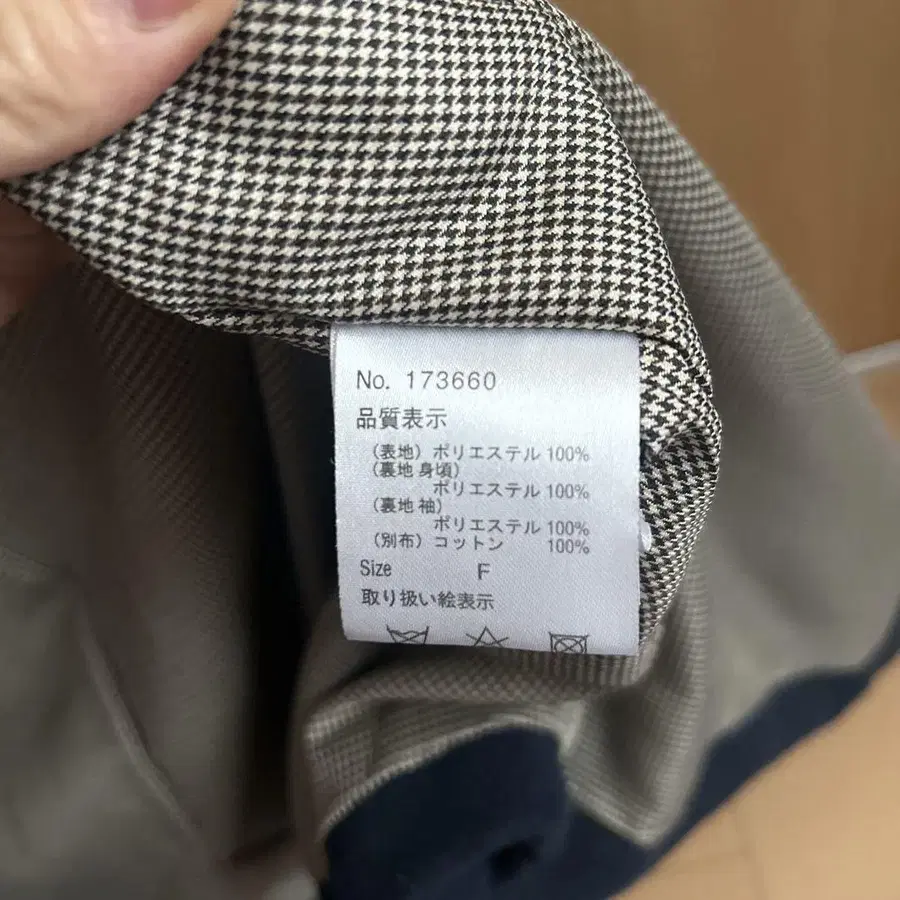 No. 173660
品質表示
（表地）ポリエステル 100%
（裏地 身頃）
ポリエステル 100%
（裏地 袖）
ポリエステル 100%
（別布）コットン 100%
Size F
取り扱い絵表示